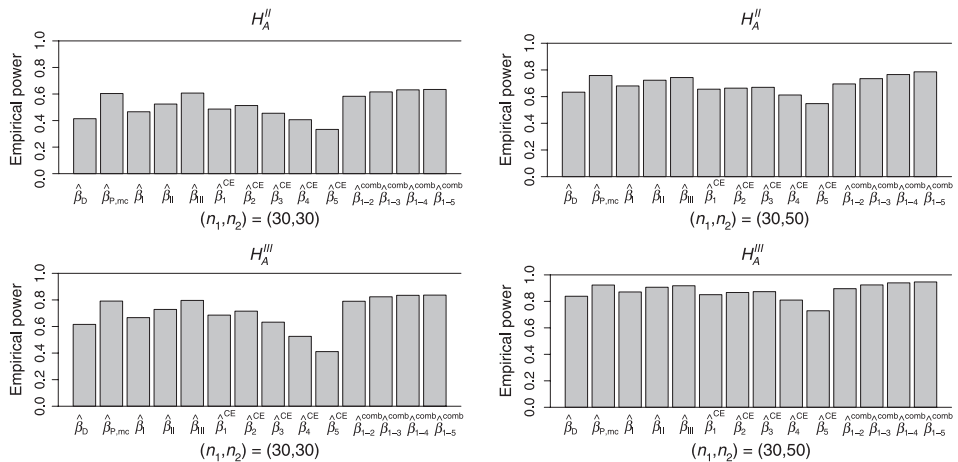 H_A^II
Empirical power
1.0
0.8
0.6
0.4
0.2
0.0
β̂_D β̂_P,mc β̂_I β̂_II β̂_III β̂_1^CE β̂_2^CE β̂_3^CE β̂_4^CE β̂_5^CE β̂_1–2^comb β̂_1–3^comb β̂_1–4^comb β̂_1–5^comb
(n₁,n₂) = (30,30)
H_A^II
Empirical power
1.0
0.8
0.6
0.4
0.2
0.0
β̂_D β̂_P,mc β̂_I β̂_II β̂_III β̂_1^CE β̂_2^CE β̂_3^CE β̂_4^CE β̂_5^CE β̂_1–2^comb β̂_1–3^comb β̂_1–4^comb β̂_1–5^comb
(n₁,n₂) = (30,50)
H_A^III
Empirical power
1.0
0.8
0.6
0.4
0.2
0.0
β̂_D β̂_P,mc β̂_I β̂_II β̂_III β̂_1^CE β̂_2^CE β̂_3^CE β̂_4^CE β̂_5^CE β̂_1–2^comb β̂_1–3^comb β̂_1–4^comb β̂_1–5^comb
(n₁,n₂) = (30,30)
H_A^III
Empirical power
1.0
0.8
0.6
0.4
0.2
0.0
β̂_D β̂_P,mc β̂_I β̂_II β̂_III β̂_1^CE β̂_2^CE β̂_3^CE β̂_4^CE β̂_5^CE β̂_1–2^comb β̂_1–3^comb β̂_1–4^comb β̂_1–5^comb
(n₁,n₂) = (30,50)